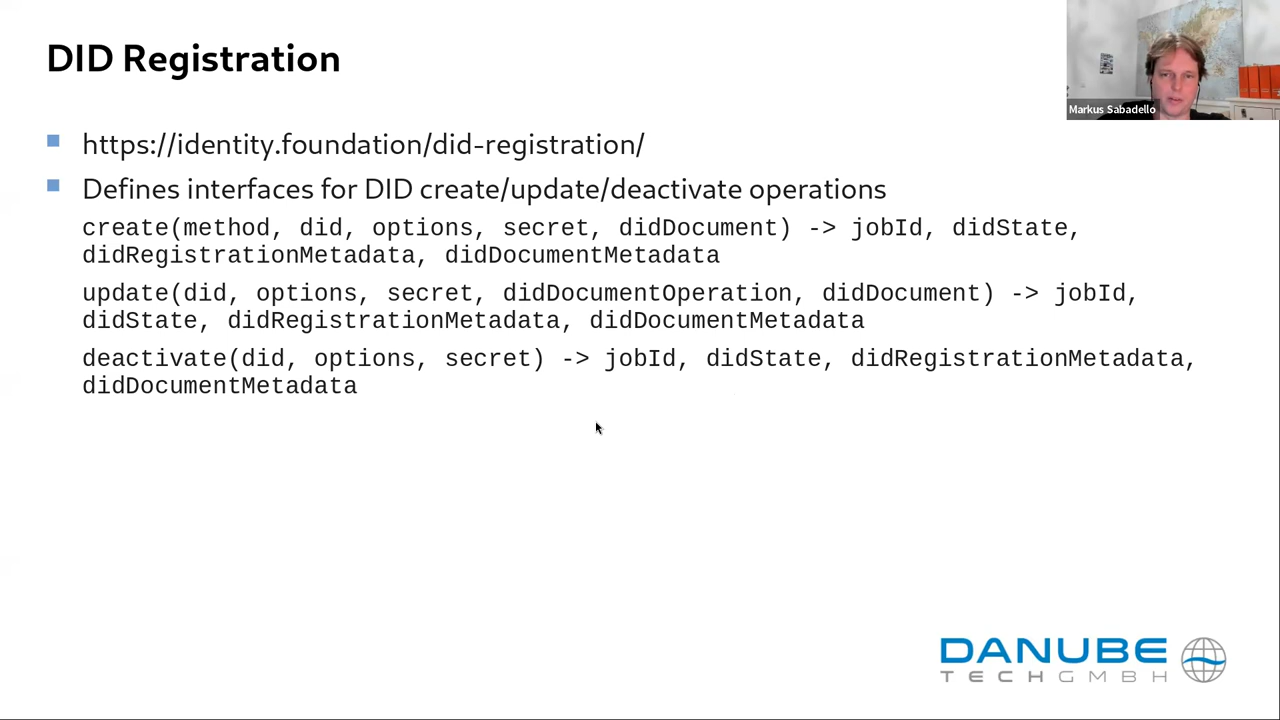 DID Registration
Markus Sabadello
https://identity.foundation/did-registration/
Defines interfaces for DID create/update/deactivate operations
create(method, did, options, secret, didDocument) -> jobId, didState,
didRegistrationMetadata, didDocumentMetadata
update(did, options, secret, didDocumentOperation, didDocument) -> jobId,
didState, didRegistrationMetadata, didDocumentMetadata
deactivate(did, options, secret) -> jobId, didState, didRegistrationMetadata,
didDocumentMetadata
DANUBE
TECH GMBH